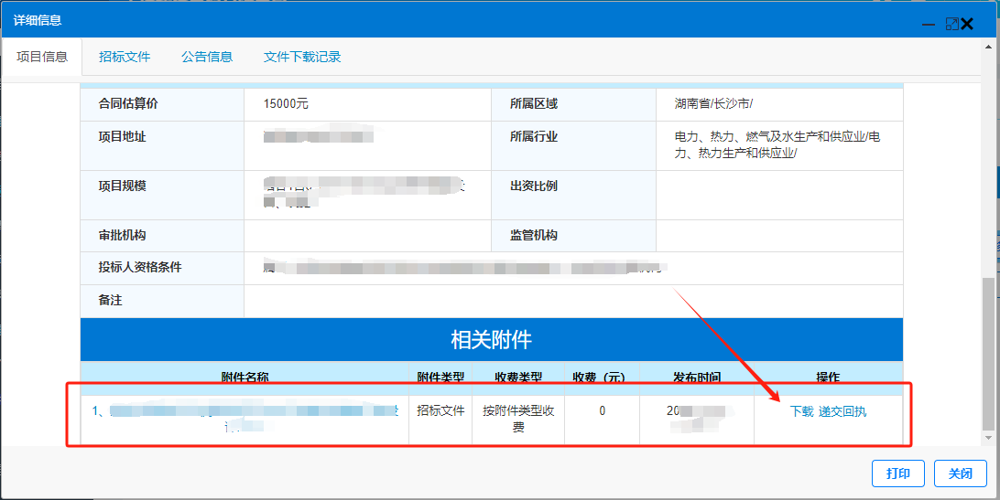 详细信息
项目信息 招标文件 公告信息 文件下载记录
合同估算价 15000元 所属区域 湖南省/长沙市/
项目地址 所属行业 电力、热力、燃气及水生产和供应业/电
力、热力生产和供应业/
项目规模 出资比例
审批机构 监管机构
投标人资格条件
备注
相关附件
附件名称 附件类型 收费类型 收费（元） 发布时间 操作
1、 招标文件 按附件类型收 0 20 下载 递交回执
费
打印 关闭